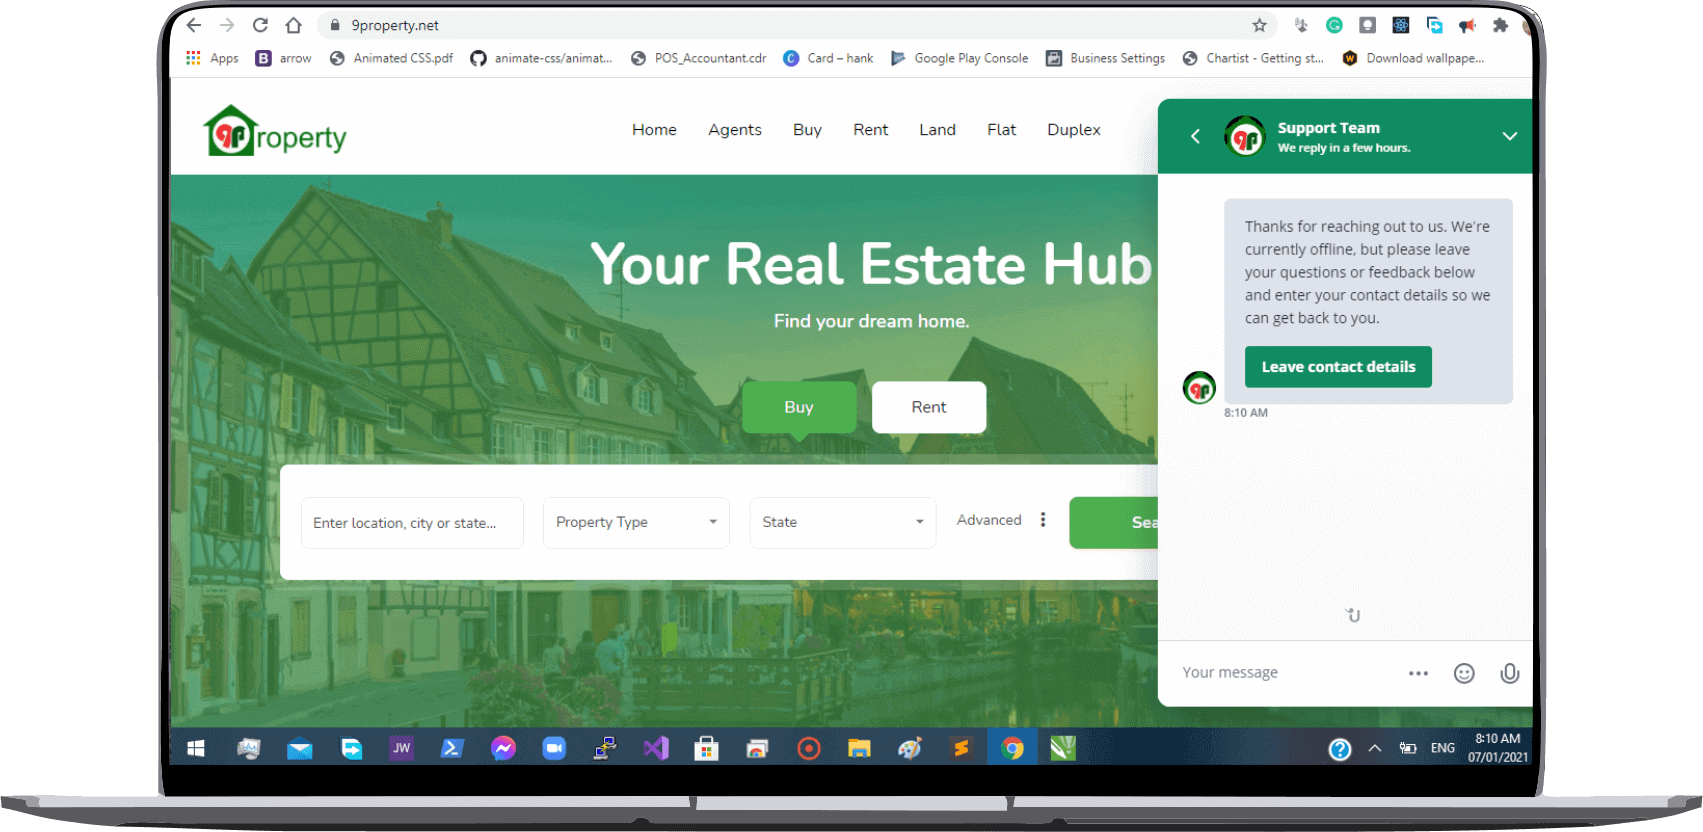 9property.net
Apps
B
arrow
Animated CSS.pdf
animate-css/animat...
POS_Accountant.cdr
C
Card – hank
Google Play Console
Business Settings
Chartist - Getting st...
Download wallpape...
9Property
Home
Agents
Buy
Rent
Land
Flat
Duplex
9P
Support Team
We reply in a few hours.
Your Real Estate Hub
Find your dream home.
Buy
Rent
Enter location, city or state...
Property Type
State
Advanced
Sea
Thanks for reaching out to us. We're
currently offline, but please leave
your questions or feedback below
and enter your contact details so we
can get back to you.
Leave contact details
9P
8:10 AM
Your message
JW
ENG
8:10 AM
07/01/2021